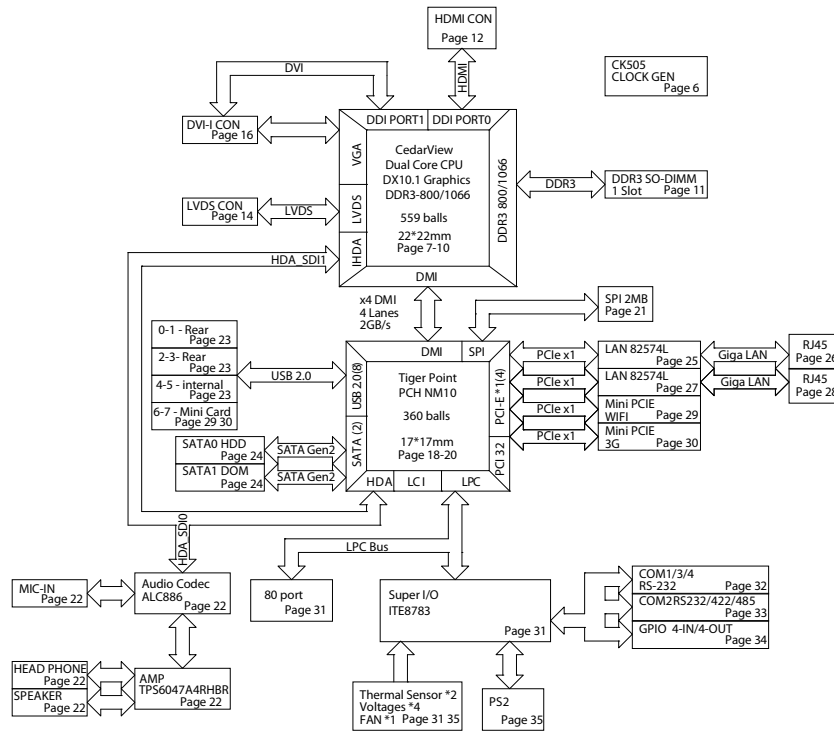 HDMI CON
Page 12
DVI
HDMI
CK505
CLOCK GEN
Page 6
DVI-I CON
Page 16
DDI PORT1
DDI PORT0
VGA
CedarView
Dual Core CPU
DX10.1 Graphics
DDR3-800/1066
559 balls
22*22mm
Page 7-10
DDR3 800/1066
DDR3
DDR3 SO-DIMM
1 Slot
Page 11
LVDS CON
Page 14
LVDS
LVDS
IHDA
HDA_SDI1
DMI
x4 DMI
4 Lanes
2GB/s
SPI 2MB
Page 21
0-1 - Rear
Page 23
2-3- Rear
Page 23
4-5 - internal
Page 23
6-7 - Mini Card
Page 29 30
USB 2.0
USB 2.0(8)
DMI
SPI
Tiger Point
PCH NM10
360 balls
17*17mm
Page 18-20
PCI-E *1(4)
PCI 32
PCIe x1
PCIe x1
PCIe x1
PCIe x1
LAN 82574L
Page 25
LAN 82574L
Page 27
Mini PCIE
WIFI
Page 29
Mini PCIE
3G
Page 30
Giga LAN
Giga LAN
RJ45
Page 26
RJ45
Page 28
SATA0 HDD
Page 24
SATA1 DOM
Page 24
SATA Gen2
SATA Gen2
SATA (2)
HDA
LCI
LPC
HDA_SDI0
LPC Bus
MIC-IN
Page 22
Audio Codec
ALC886
Page 22
80 port
Page 31
Super I/O
ITE8783
Page 31
COM1/3/4
RS-232
Page 32
COM2RS232/422/485
Page 33
GPIO 4-IN/4-OUT
Page 34
HEAD PHONE
Page 22
SPEAKER
Page 22
AMP
TPS6047A4RHBR
Page 22
Thermal Sensor *2
Voltages *4
FAN *1 Page 31 35
PS2
Page 35